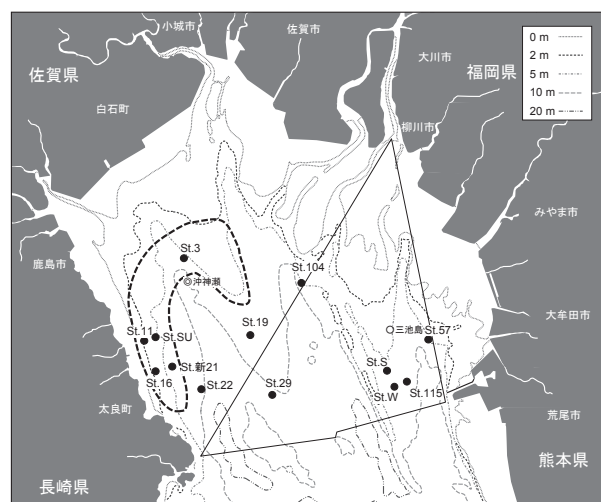 小城市
佐賀市
大川市
0 m
2 m
5 m
10 m
20 m
佐賀県
福岡県
白石町
柳川市
みやま市
鹿島市
St.3
◎沖神瀬
St.104
大牟田市
St.11
St.SU
St.19
○三池島
St.57
St.16
St.新21
St.22
St.29
St.S
St.W
St.115
太良町
荒尾市
長崎県
熊本県